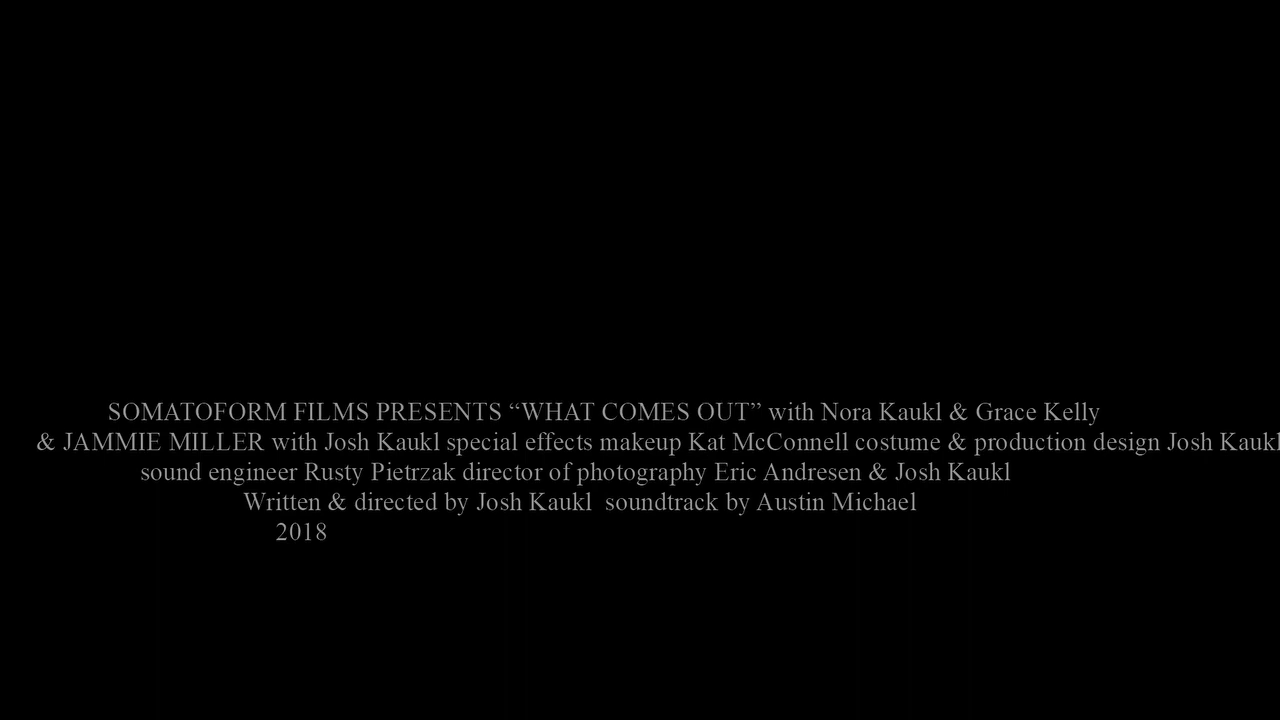 SOMATOFORM FILMS PRESENTS “WHAT COMES OUT” with Nora Kaukl & Grace Kelly
& JAMMIE MILLER with Josh Kaukl special effects makeup Kat McConnell costume & production design Josh Kaukl
sound engineer Rusty Pietrzak director of photography Eric Andresen & Josh Kaukl
Written & directed by Josh Kaukl  soundtrack by Austin Michael
2018